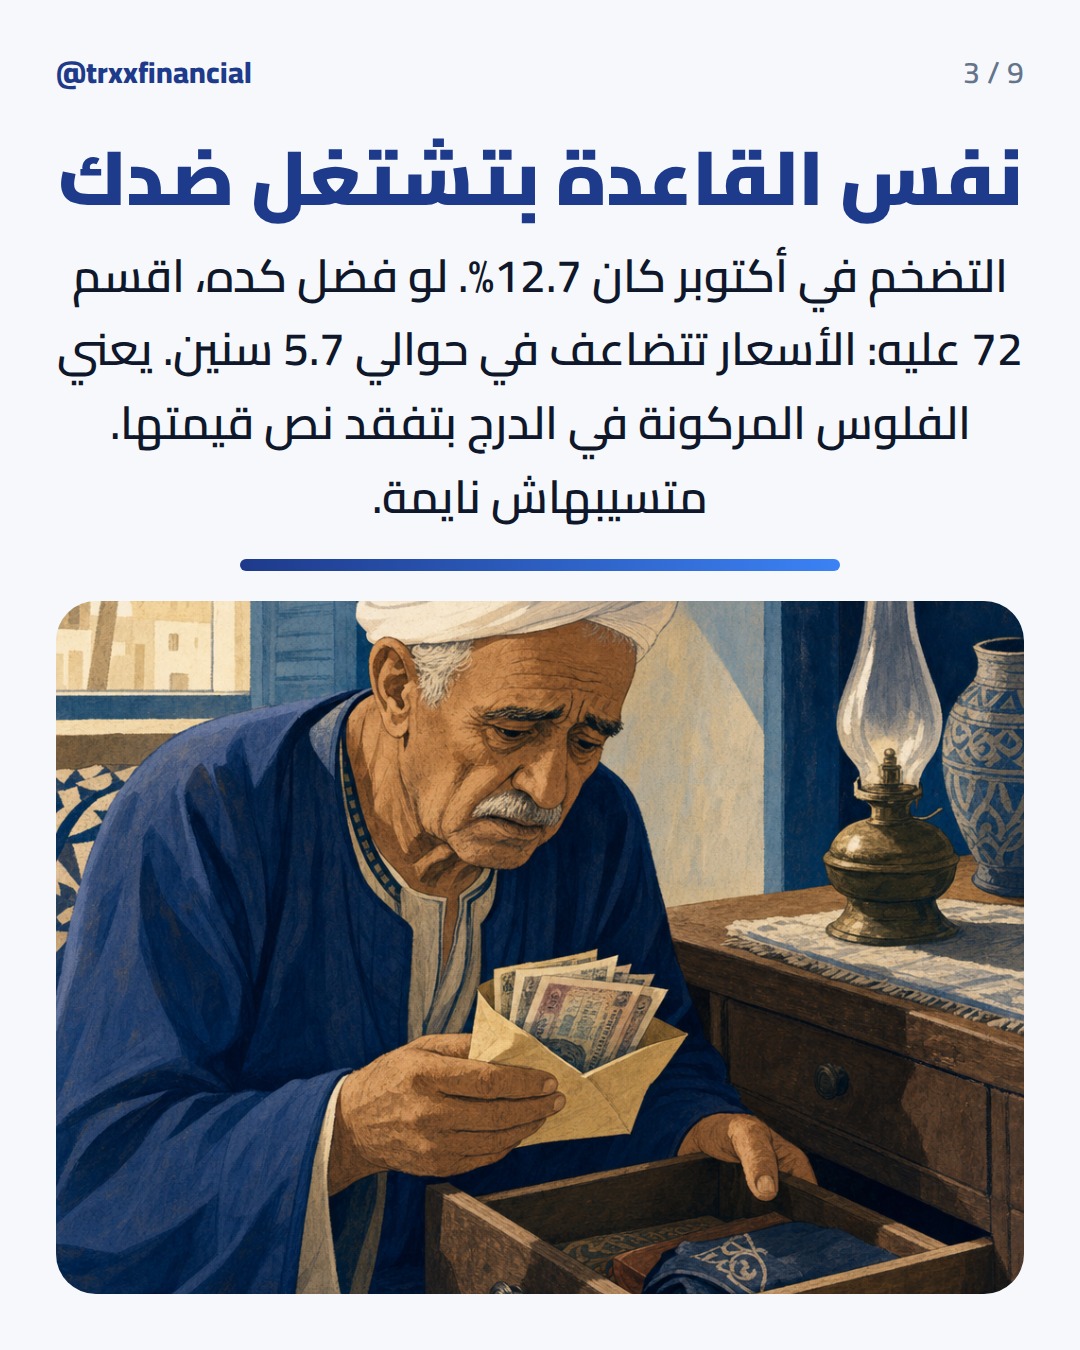 @trxxfinancial
3 / 9
نفس القاعدة بتشتغل ضدك
التضخم في أكتوبر كان 12.7%. لو فضل كده، اقسم
72 عليه: الأسعار تتضاعف في حوالي 5.7 سنين. يعني
الفلوس المركونة في الدرج بتفقد نص قيمتها.
متسيبهاش نايمة.